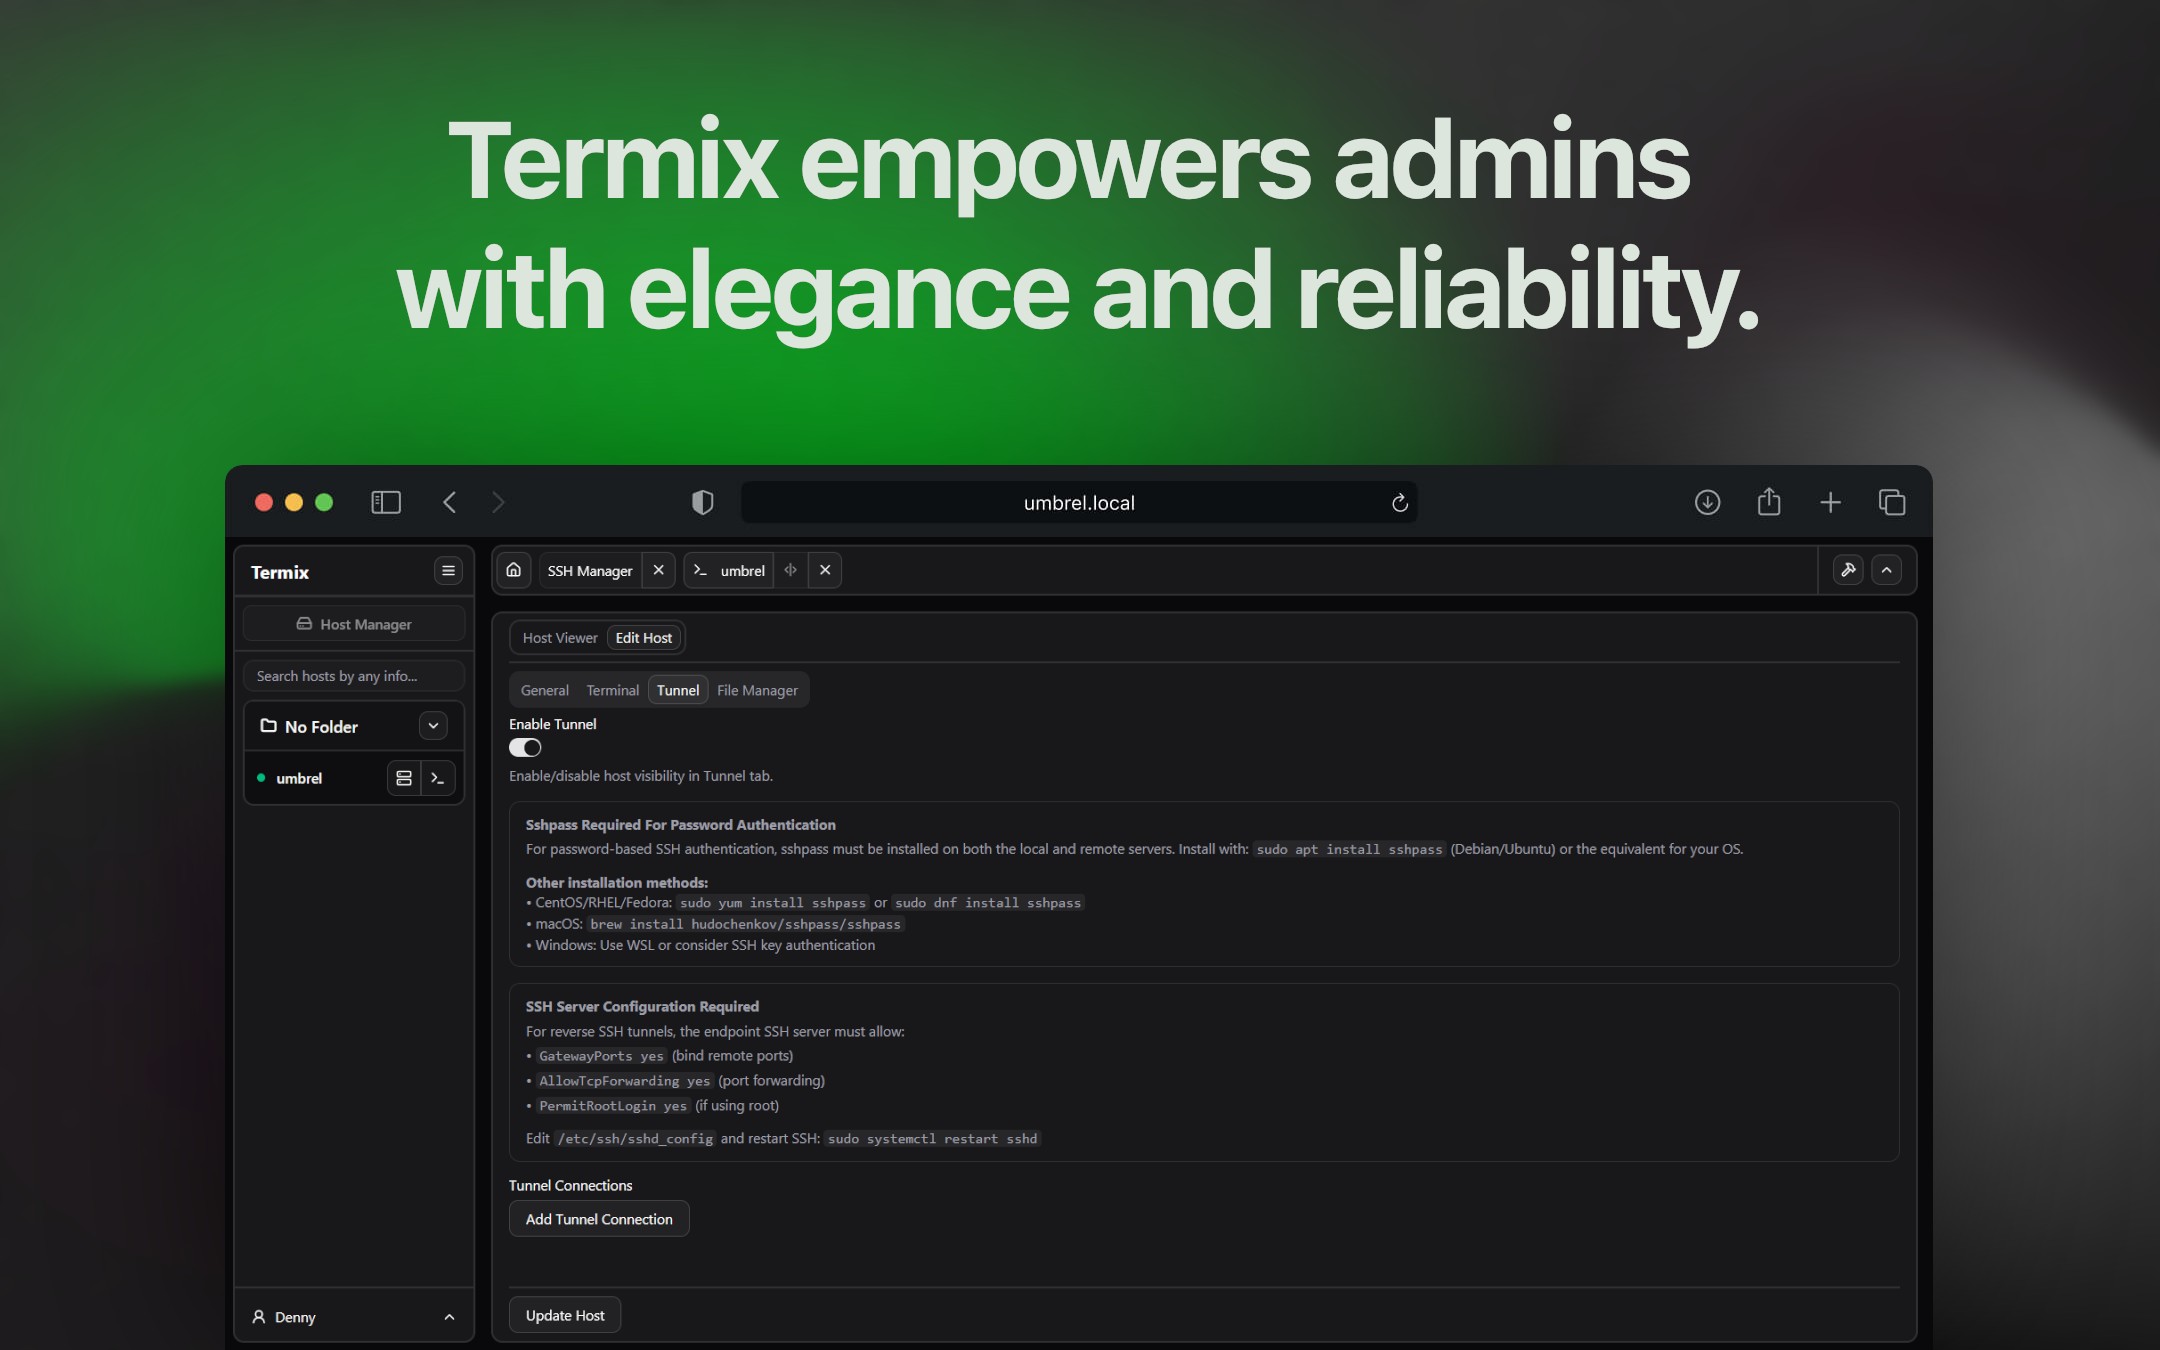 Termix empowers admins
with elegance and reliability.
umbrel.local
Termix
SSH Manager
umbrel
Host Manager
Search hosts by any info...
No Folder
umbrel
Host Viewer
Edit Host
General
Terminal
Tunnel
File Manager
Enable Tunnel
Enable/disable host visibility in Tunnel tab.
Sshpass Required For Password Authentication
For password-based SSH authentication, sshpass must be installed on both the local and remote servers. Install with: sudo apt install sshpass (Debian/Ubuntu) or the equivalent for your OS.
Other installation methods:
• CentOS/RHEL/Fedora: sudo yum install sshpass or sudo dnf install sshpass
• macOS: brew install hudochenkov/sshpass/sshpass
• Windows: Use WSL or consider SSH key authentication
SSH Server Configuration Required
For reverse SSH tunnels, the endpoint SSH server must allow:
• GatewayPorts yes (bind remote ports)
• AllowTcpForwarding yes (port forwarding)
• PermitRootLogin yes (if using root)
Edit /etc/ssh/sshd_config and restart SSH: sudo systemctl restart sshd
Tunnel Connections
Add Tunnel Connection
Update Host
Denny